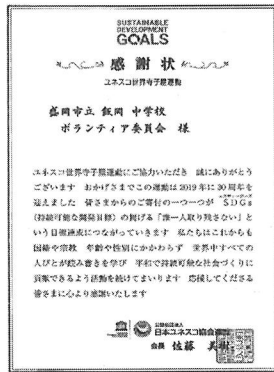 SUSTAINABLE
DEVELOPMENT
GOALS
感謝状
ユネスコ世界寺子屋運動
盛岡市立 飯岡 中学校
ボランティア委員会 様
ユネスコ世界寺子屋運動にご協力いただき 誠にありがとう
ございます おかげさまでこの運動は2019年に30周年を
迎えました 皆さまからのご寄付の一つ一つが SDGs
(持続可能な開発目標)の掲げる「誰一人取り残さない」と
いう目標達成につながっていきます 私たちはこれからも
国籍や宗教 年齢や性別にかかわらず 世界中すべての
人びとが読み書きを学び 平和で持続可能な社会づくりに
貢献できるよう活動を続けてまいります 応援してくださる
皆さまに心より感謝いたします
公益社団法人
日本ユネスコ協会連盟
会長 佐藤 美樹